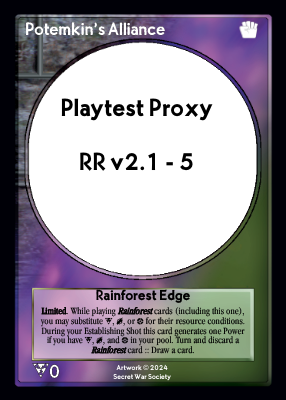 Potemkin's Alliance
Playtest Proxy
RR v2.1 - 5
Rainforest Edge
Limited. While playing Rainforest cards (including this one),
you may substitute , , or for their resource conditions.
During your Establishing Shot this card generates one Power
if you have , , and in your pool. Turn and discard a
Rainforest card :: Draw a card.
0
Artwork © 2024
Secret War Society